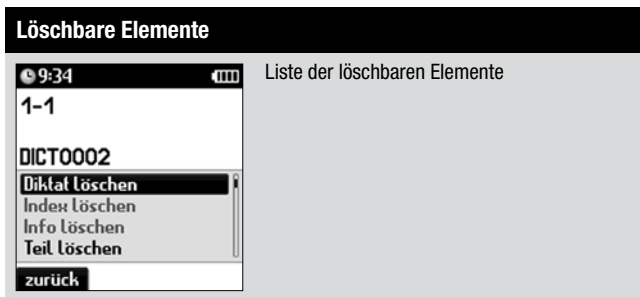 Löschbare Elemente
9:34
Liste der löschbaren Elemente
1-1
DICT0002
Diktat löschen
Index löschen
Info löschen
Teil löschen
zurück